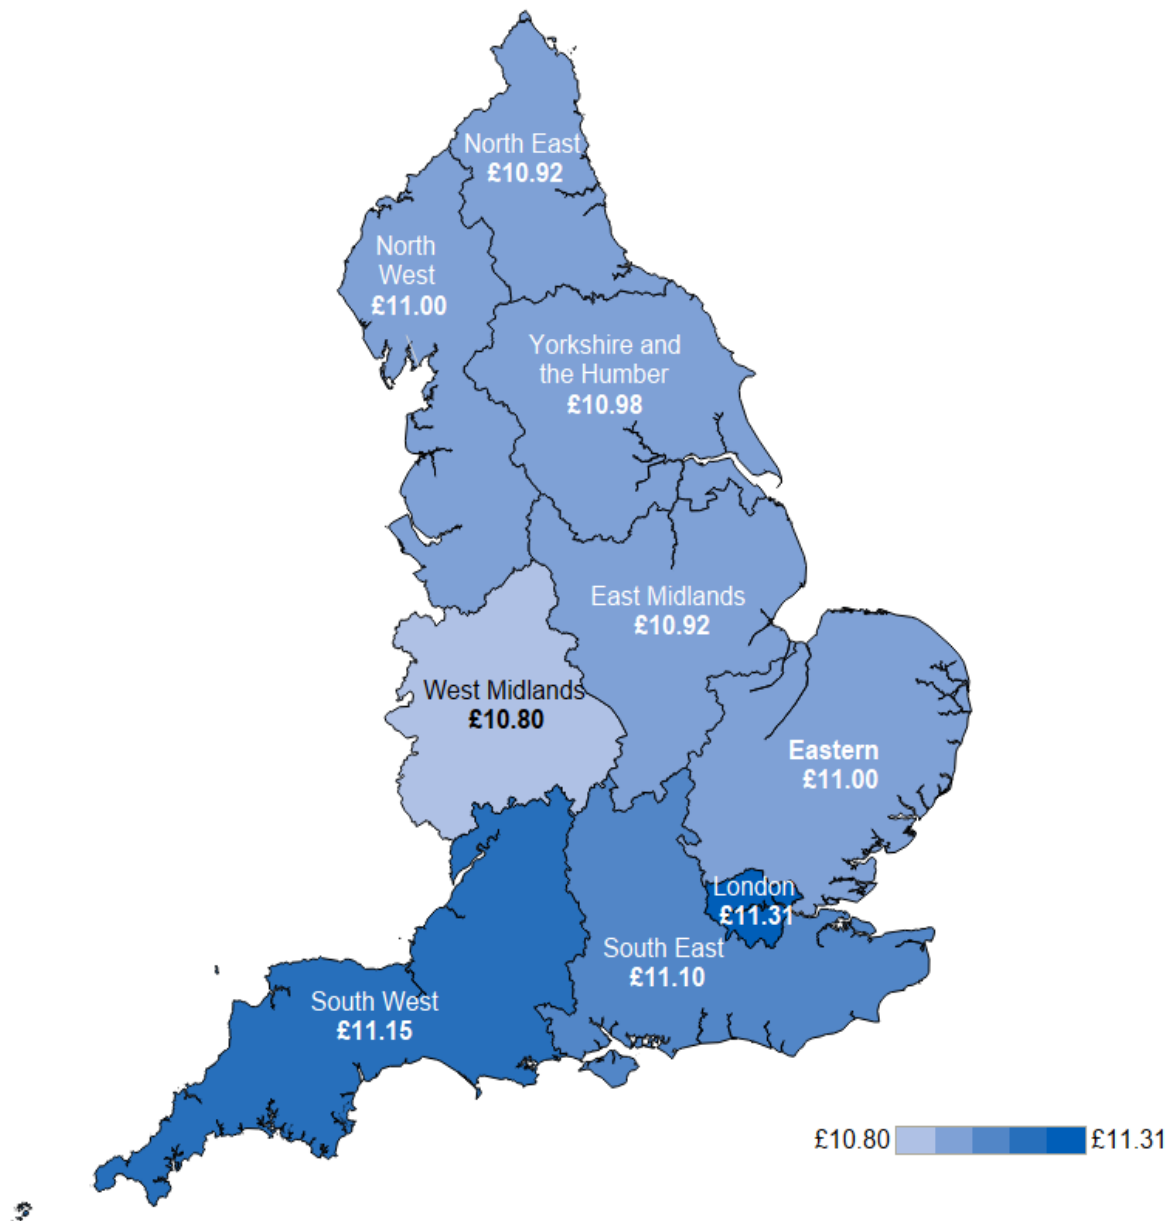 North East
£10.92
North
West
£11.00
Yorkshire and
the Humber
£10.98
East Midlands
£10.92
West Midlands
£10.80
Eastern
£11.00
London
£11.31
South East
£11.10
South West
£11.15
£10.80 £11.31